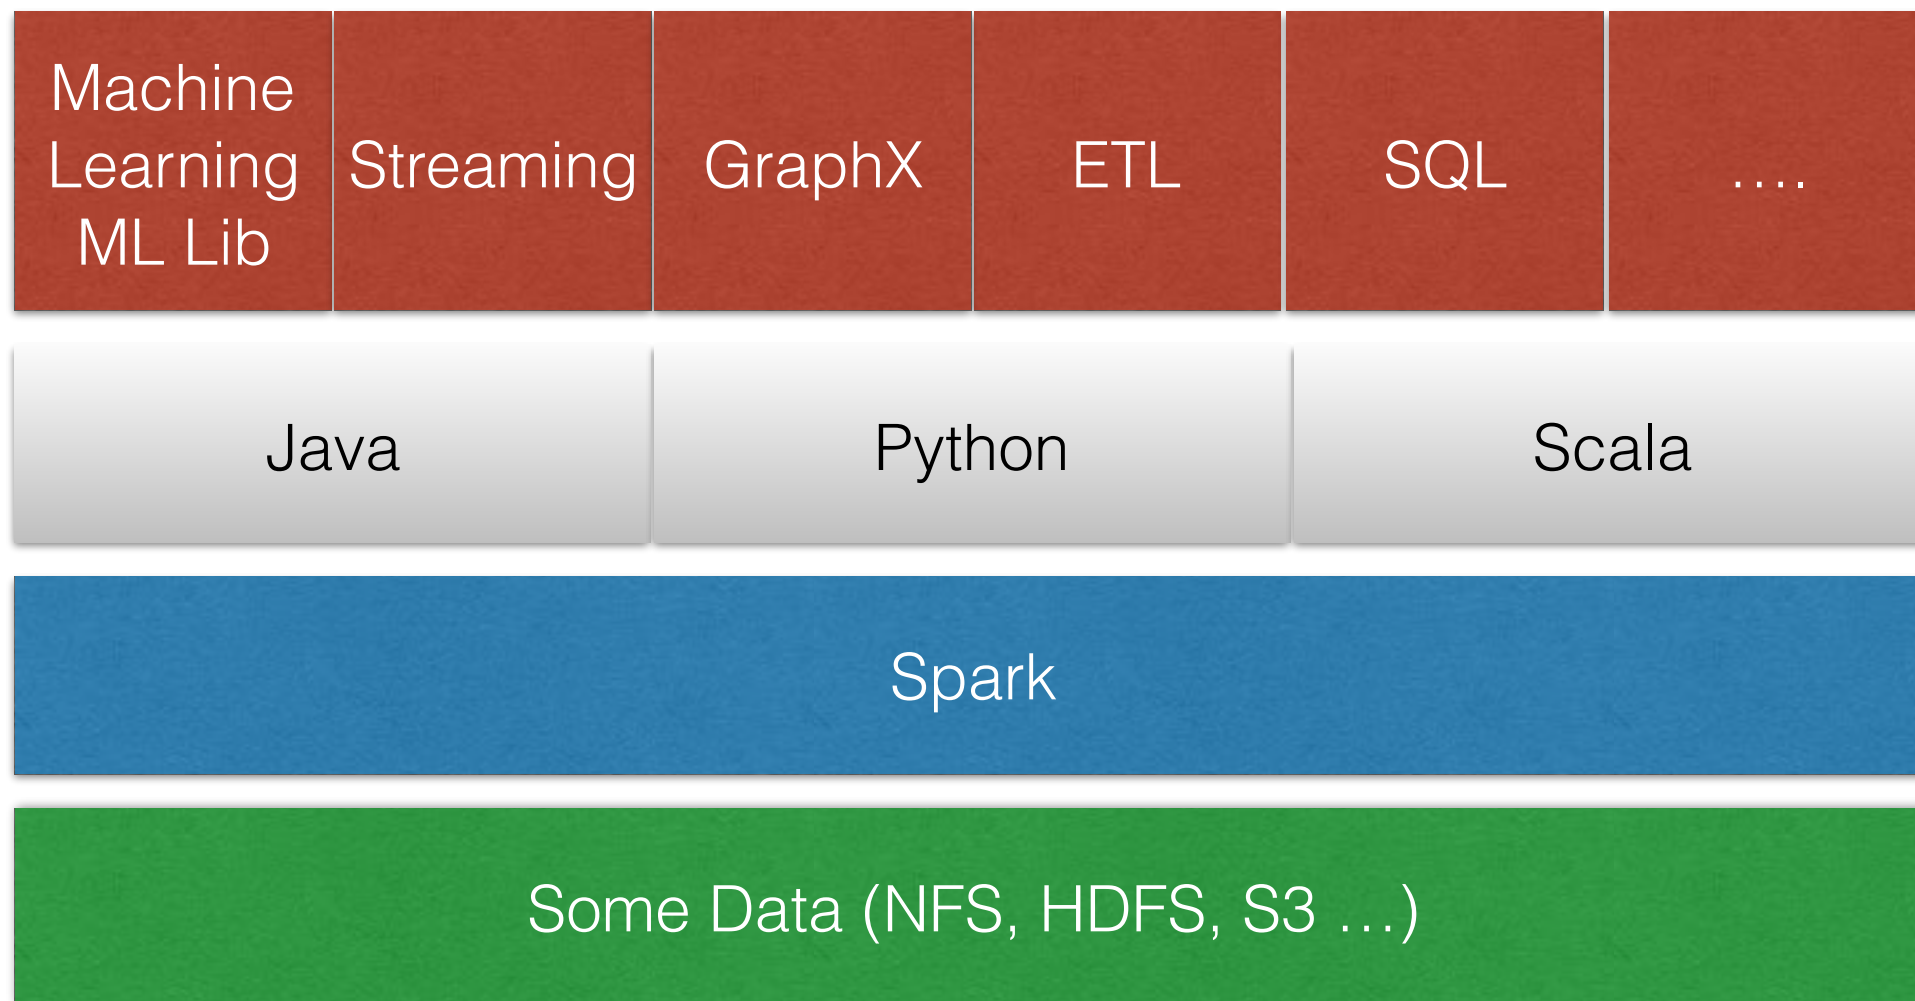 Machine
Learning
ML Lib
Streaming
GraphX
ETL
SQL
....
Java
Python
Scala
Spark
Some Data (NFS, HDFS, S3 …)